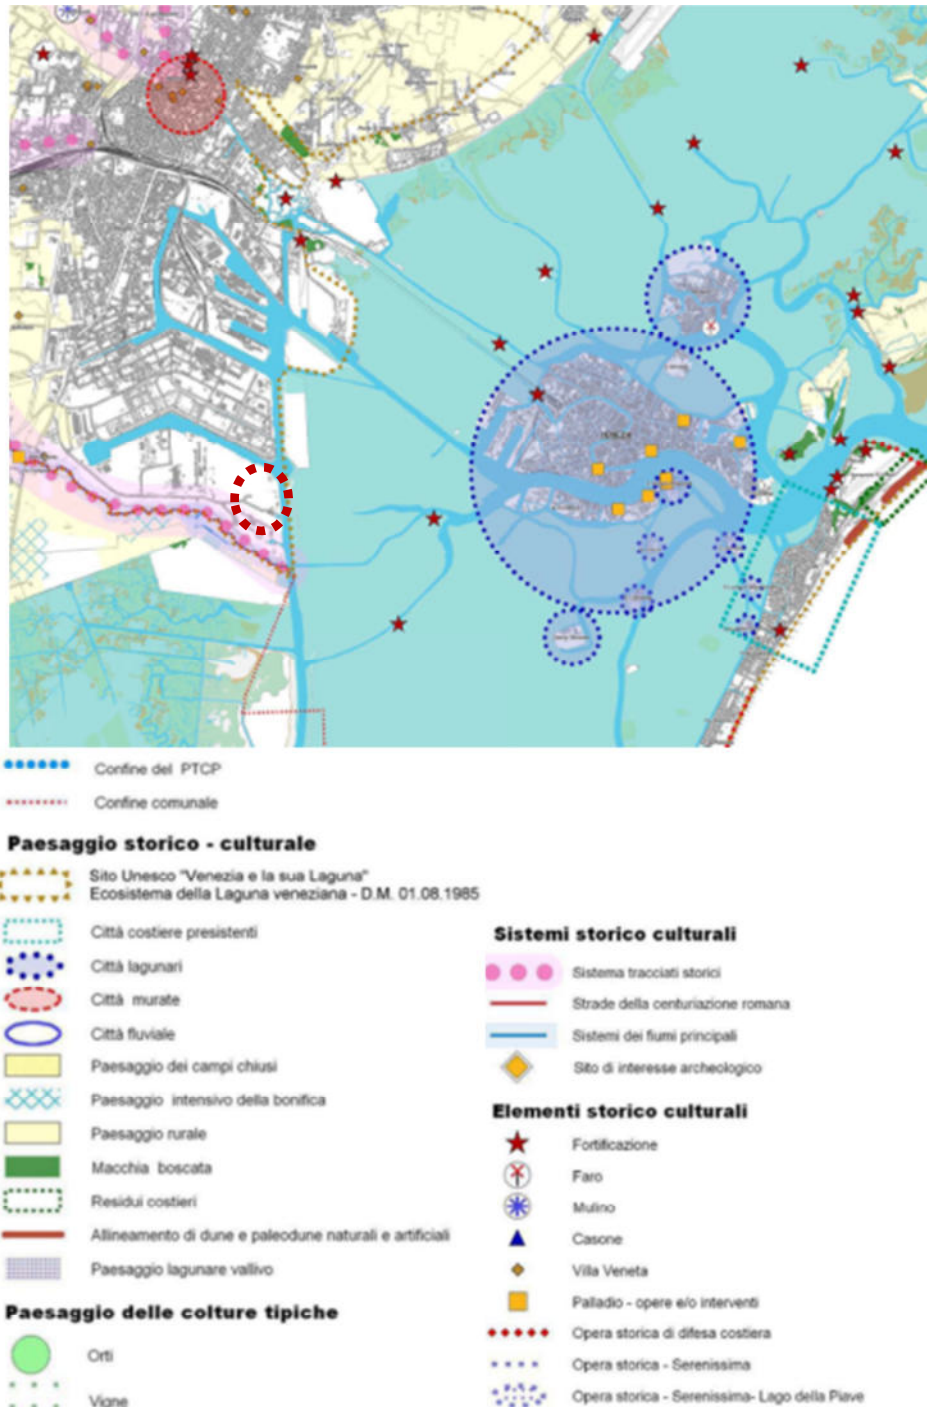 Confine del PTCP
Confine comunale
Paesaggio storico - culturale
Sito Unesco "Venezia e la sua Laguna"
Ecosistema della Laguna veneziana - D.M. 01.08.1985
Città costiere presistenti
Città lagunari
Città murate
Città fluviale
Paesaggio dei campi chiusi
Paesaggio intensivo della bonifica
Paesaggio rurale
Macchia boscata
Residui costieri
Allineamento di dune e paleodune naturali e artificiali
Paesaggio lagunare vallivo
Paesaggio delle colture tipiche
Orti
Vigne
Sistemi storico culturali
Sistema tracciati storici
Strade della centuriazione romana
Sistemi dei fiumi principali
Sito di interesse archeologico
Elementi storico culturali
Fortificazione
Faro
Mulino
Casone
Villa Veneta
Palladio - opere e/o interventi
Opera storica di difesa costiera
Opera storica - Serenissima
Opera storica - Serenissima- Lago della Piave